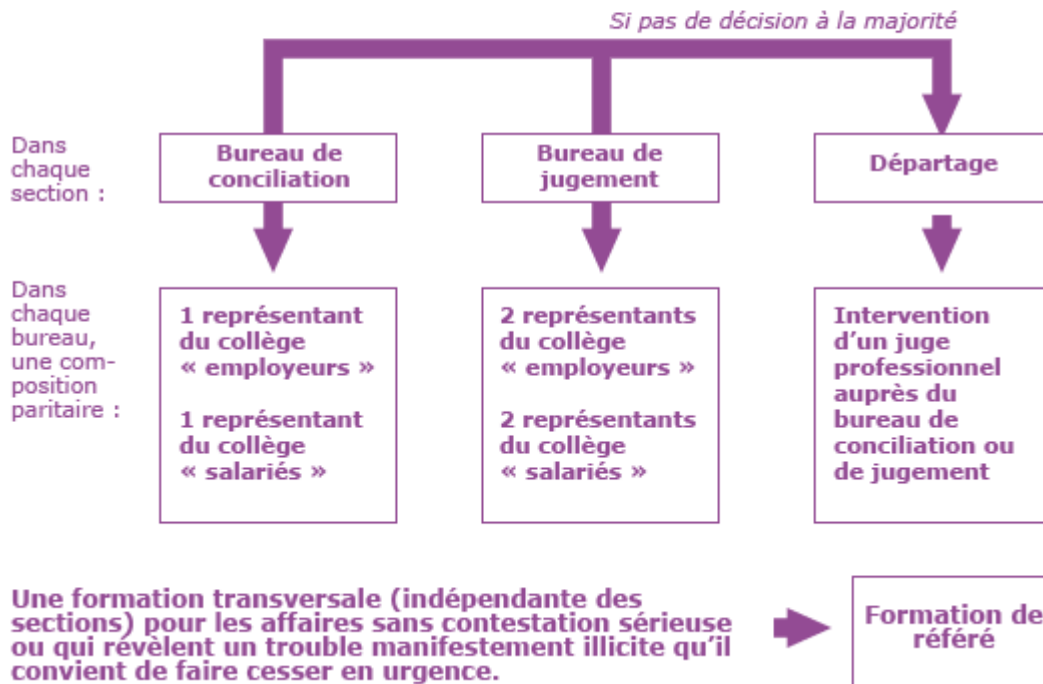 Si pas de décision à la majorité
Dans
chaque
section :
Bureau de
conciliation
Bureau de
jugement
Départage
Dans
chaque
bureau,
une com-
position
paritaire :
1 représentant
du collège
« employeurs »
1 représentant
du collège
« salariés »
2 représentants
du collège
« employeurs »
2 représentants
du collège
« salariés »
Intervention
d'un juge
professionnel
auprès du
bureau de
conciliation ou
de jugement
Une formation transversale (indépendante des
sections) pour les affaires sans contestation sérieuse
ou qui révèlent un trouble manifestement illicite qu'il
convient de faire cesser en urgence.
Formation de
référé